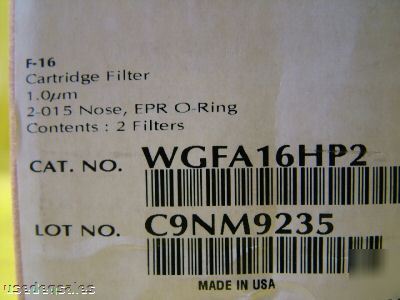 F-16
Cartridge Filter
1.0µm
2-015 Nose, EPR O-Ring
Contents : 2 Filters
CAT. NO. WGFA16HP2
LOT NO. C9NM9235
MADE IN USA
usedensales